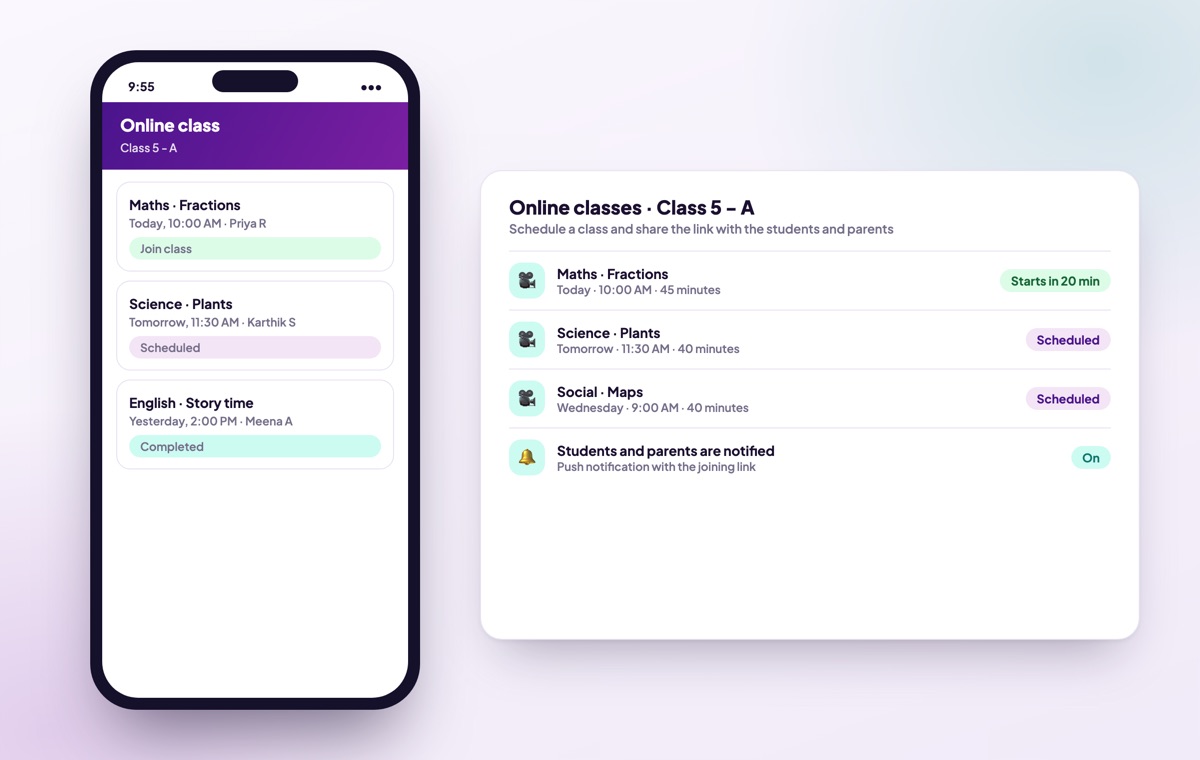 9:55
Online class
Class 5 – A
Maths · Fractions
Today, 10:00 AM · Priya R
Join class
Science · Plants
Tomorrow, 11:30 AM · Karthik S
Scheduled
English · Story time
Yesterday, 2:00 PM · Meena A
Completed
Online classes · Class 5 – A
Schedule a class and share the link with the students and parents
Maths · Fractions
Today · 10:00 AM · 45 minutes
Starts in 20 min
Science · Plants
Tomorrow · 11:30 AM · 40 minutes
Scheduled
Social · Maps
Wednesday · 9:00 AM · 40 minutes
Scheduled
Students and parents are notified
Push notification with the joining link
On